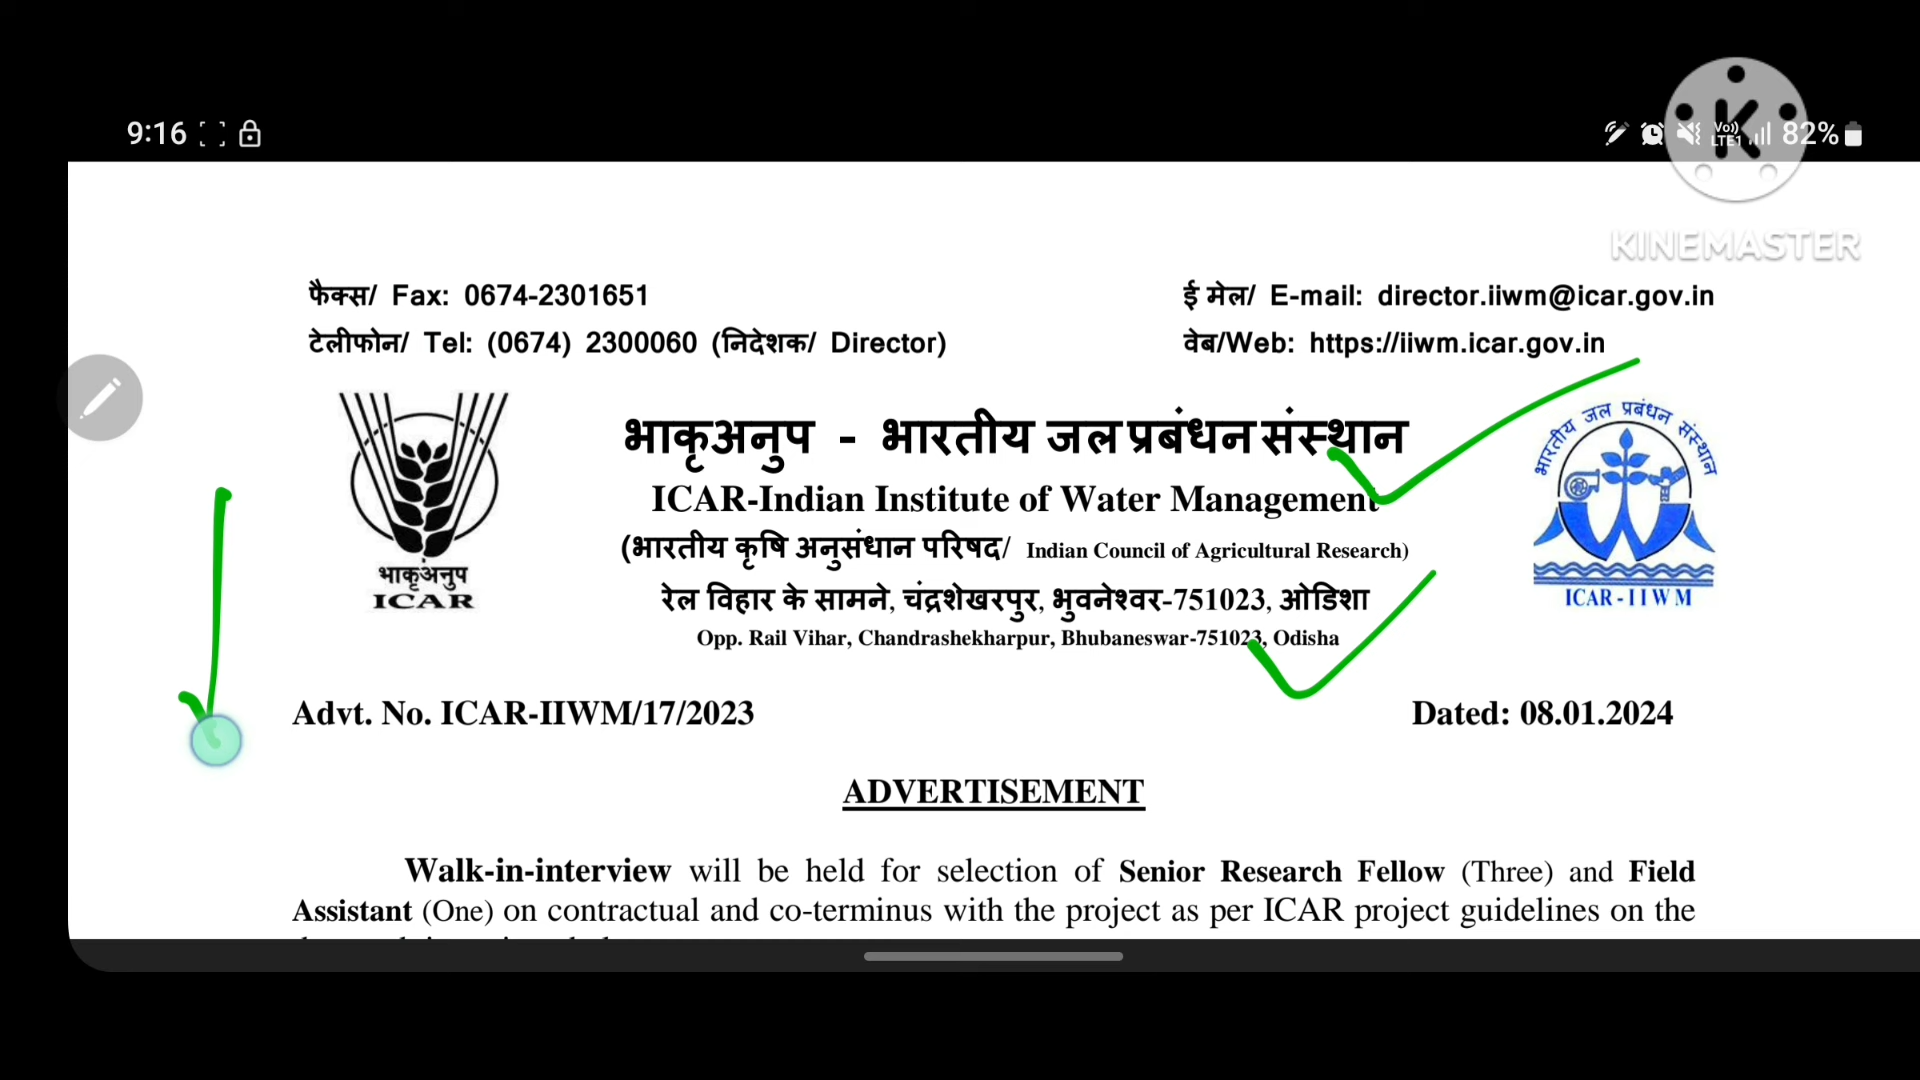 9:16
Vo)) LTE1 82%
KINEMASTER
फैक्स/ Fax: 0674-2301651
ई मेल/ E-mail: director.iiwm@icar.gov.in
टेलीफोन/ Tel: (0674) 2300060 (निदेशक/ Director)
वेब/Web: https://iiwm.icar.gov.in
भाकृअनुप - भारतीय जल प्रबंधन संस्थान
ICAR-Indian Institute of Water Management
(भारतीय कृषि अनुसंधान परिषद/ Indian Council of Agricultural Research)
रेल विहार के सामने, चंद्रशेखरपुर, भुवनेश्वर-751023, ओडिशा
Opp. Rail Vihar, Chandrashekharpur, Bhubaneswar-751023, Odisha
भाकृअनुप
ICAR
भारतीय जल प्रबंधन संस्थान
ICAR-IIWM
Advt. No. ICAR-IIWM/17/2023
Dated: 08.01.2024
ADVERTISEMENT
Walk-in-interview will be held for selection of Senior Research Fellow (Three) and Field
Assistant (One) on contractual and co-terminus with the project as per ICAR project guidelines on the